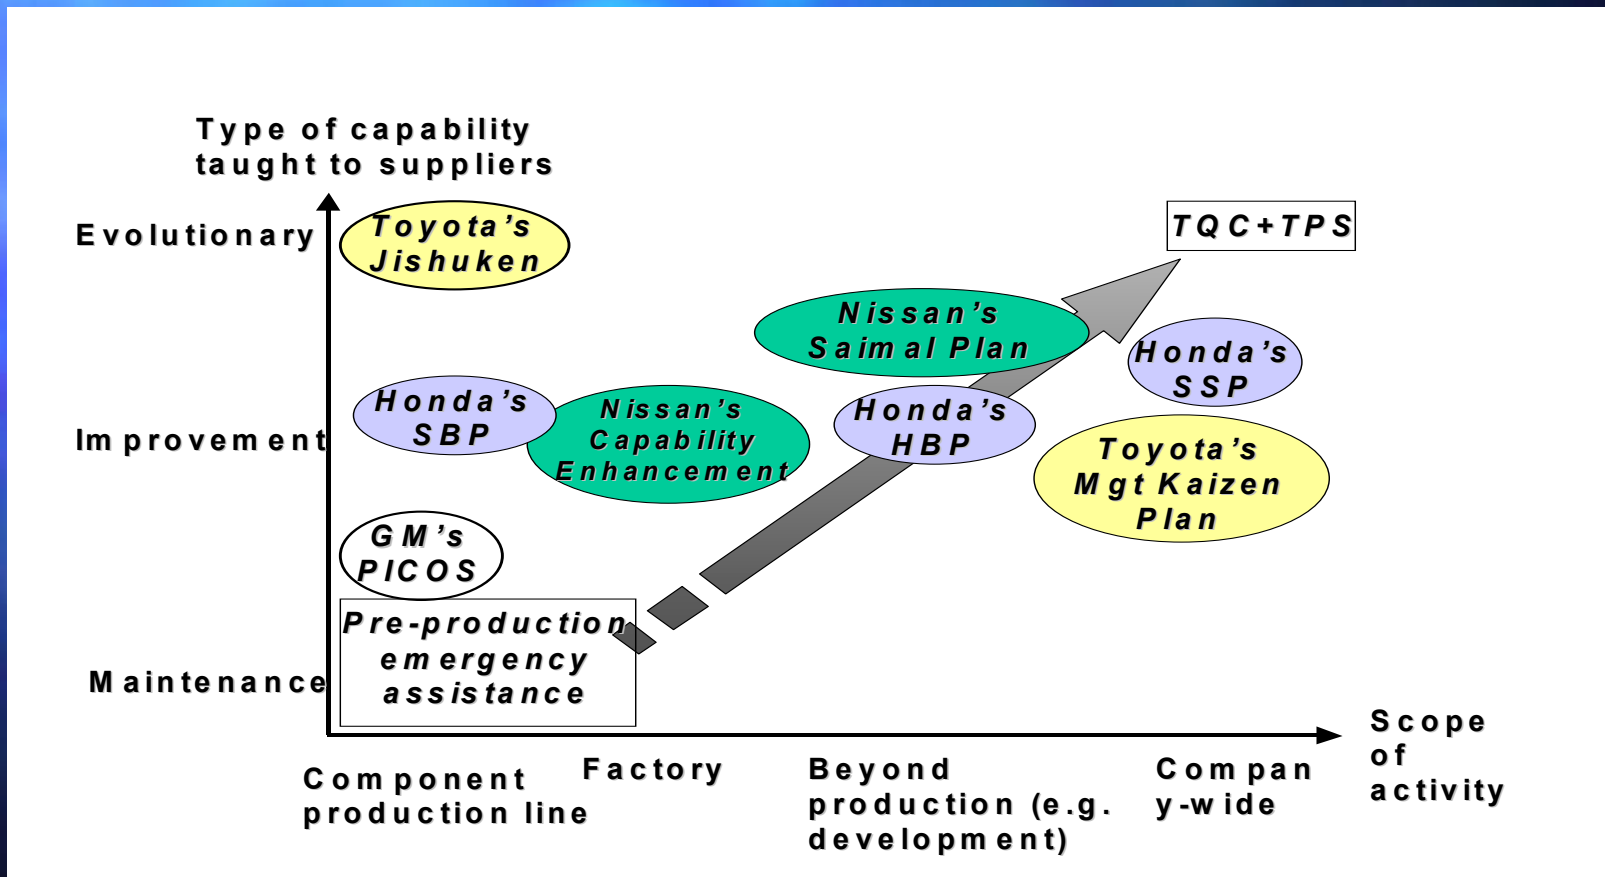 Type of capability
taught to suppliers
Evolutionary
Toyota's
Jishuken
TQC+TPS
Nissan's
Saimal Plan
Honda's
SSP
Improvement
Honda's
SBP
Nissan's
Capability
Enhancement
Honda's
HBP
Toyota's
Mgt Kaizen
Plan
GM's
PICOS
Pre-production
emergency
assistance
Maintenance
Component
production line
Factory
Beyond
production (e.g.
development)
Compan
y-wide
Scope
of
activity